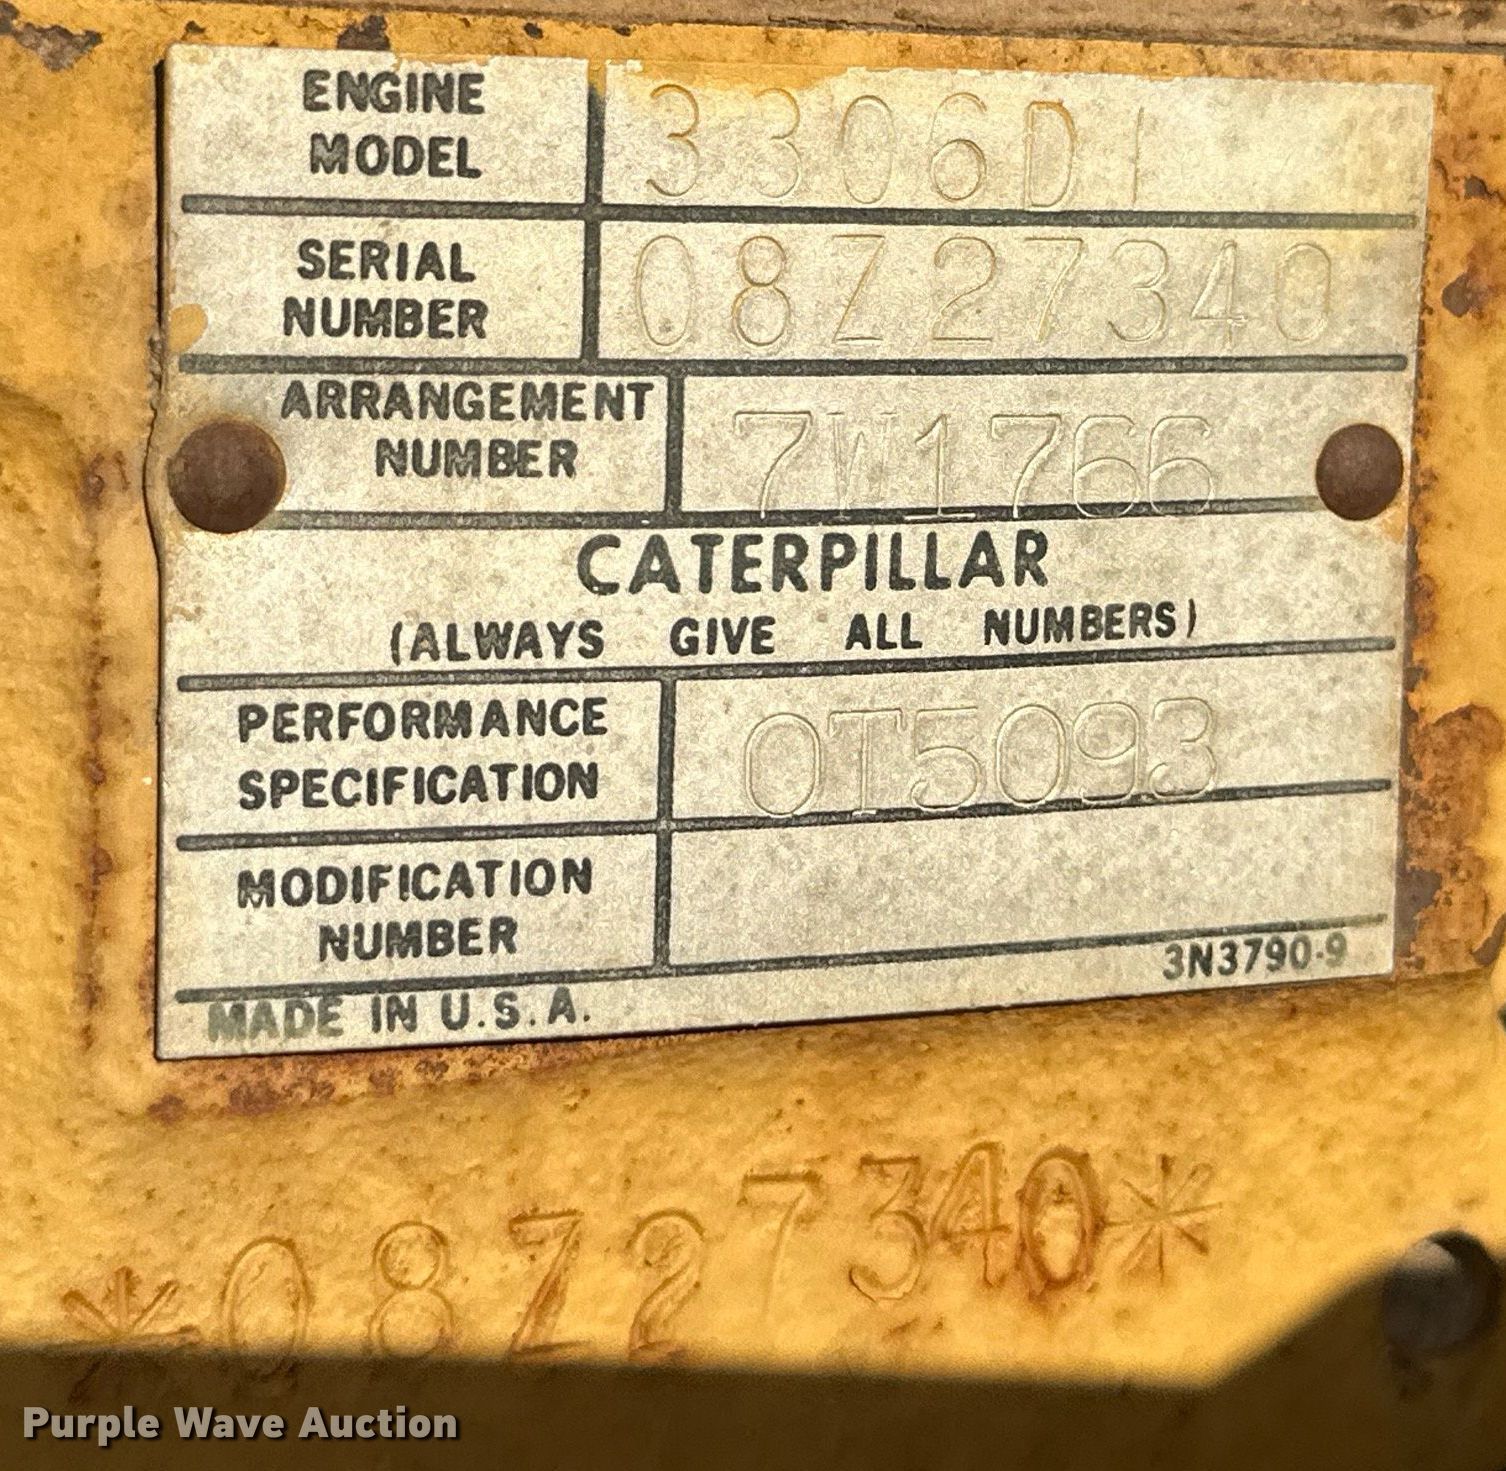 ENGINE MODEL 3306DI
SERIAL NUMBER 08Z27340
ARRANGEMENT NUMBER 7W1766
CATERPILLAR
(ALWAYS GIVE ALL NUMBERS)
PERFORMANCE SPECIFICATION 0T5093
MODIFICATION NUMBER
3N3790-9
MADE IN U.S.A.
*08Z27340*
Purple Wave Auction